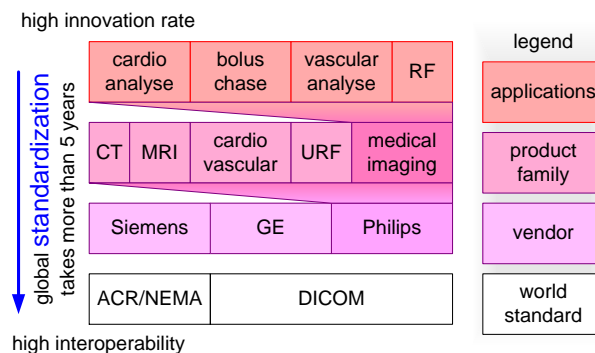 high innovation rate
cardio
analyse
bolus
chase
vascular
analyse
RF
CT
MRI
cardio
vascular
URF
medical
imaging
Siemens
GE
Philips
ACR/NEMA
DICOM
global standardization
takes more than 5 years
high interoperability
legend
applications
product
family
vendor
world
standard